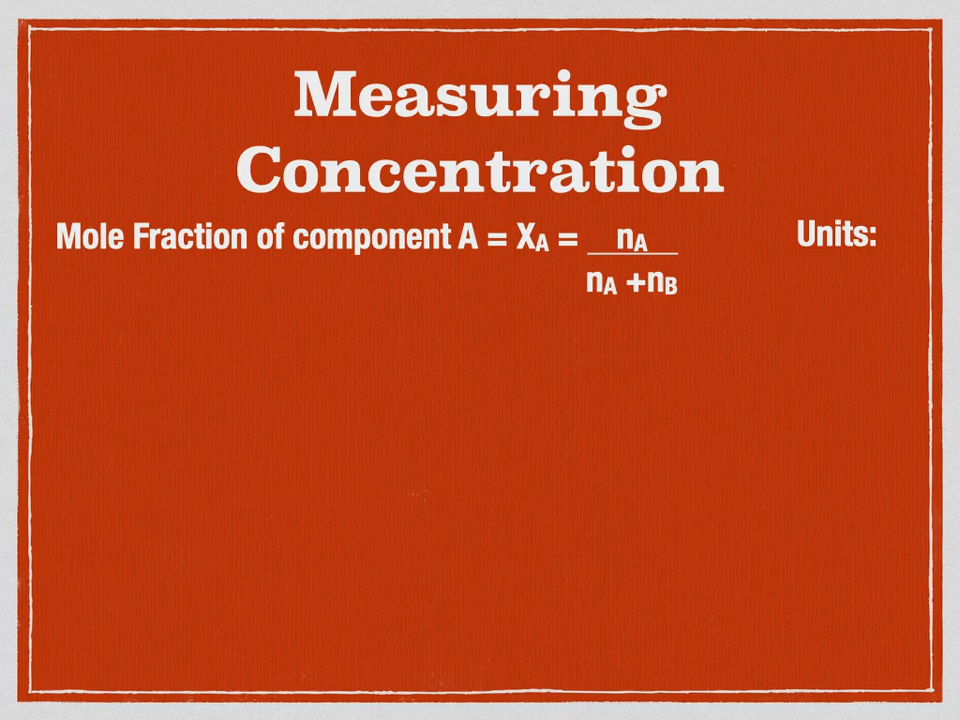 Measuring
Concentration
Mole Fraction of component A = XA = nA Units:
nA +nB